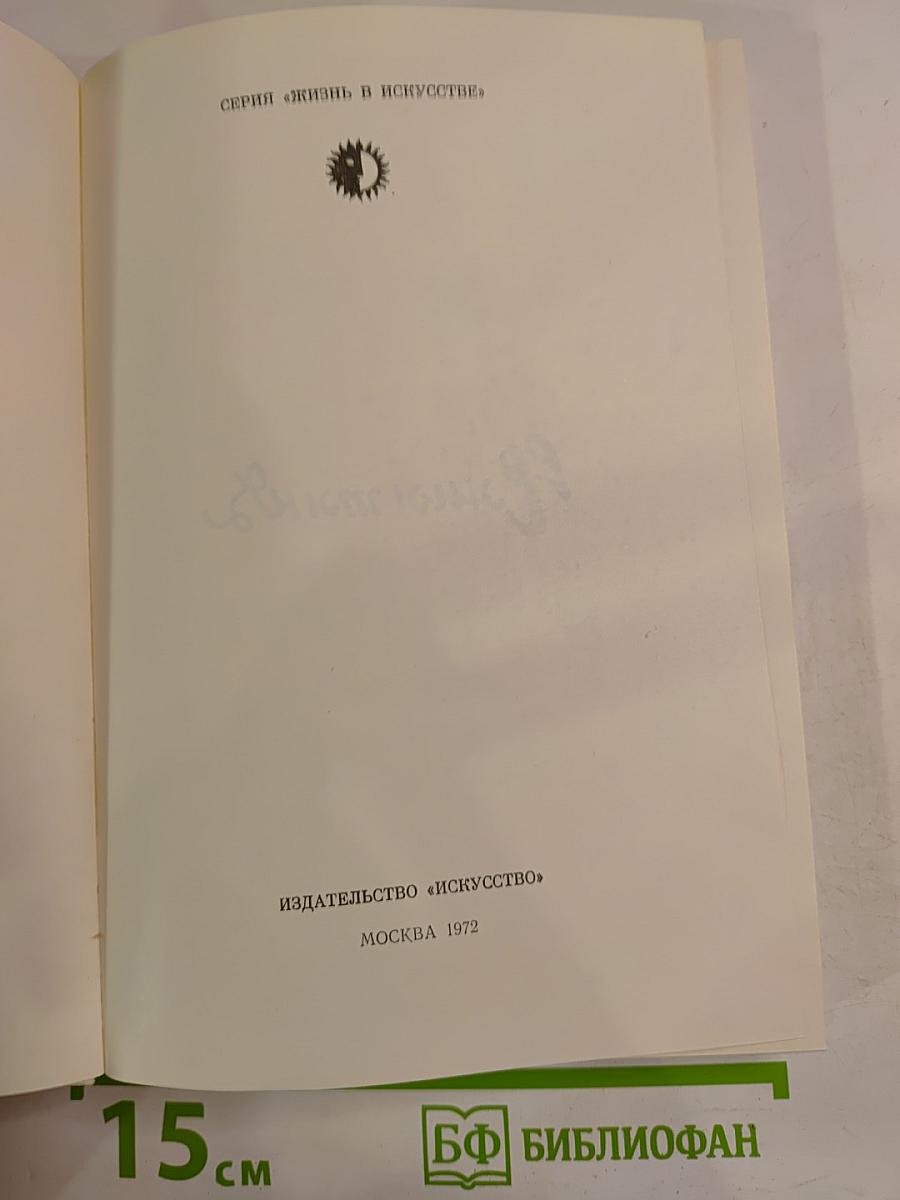 СЕРИЯ «ЖИЗНЬ В ИСКУССТВЕ»
ИЗДАТЕЛЬСТВО «ИСКУССТВО»
МОСКВА 1972
15 см
БФ БИБЛИОФАН